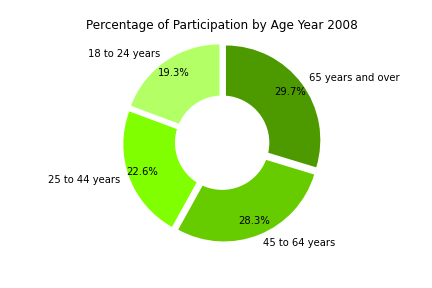 Percentage of Participation by Age Year 2008
18 to 24 years
19.3%
65 years and over
29.7%
22.6%
25 to 44 years
28.3%
45 to 64 years